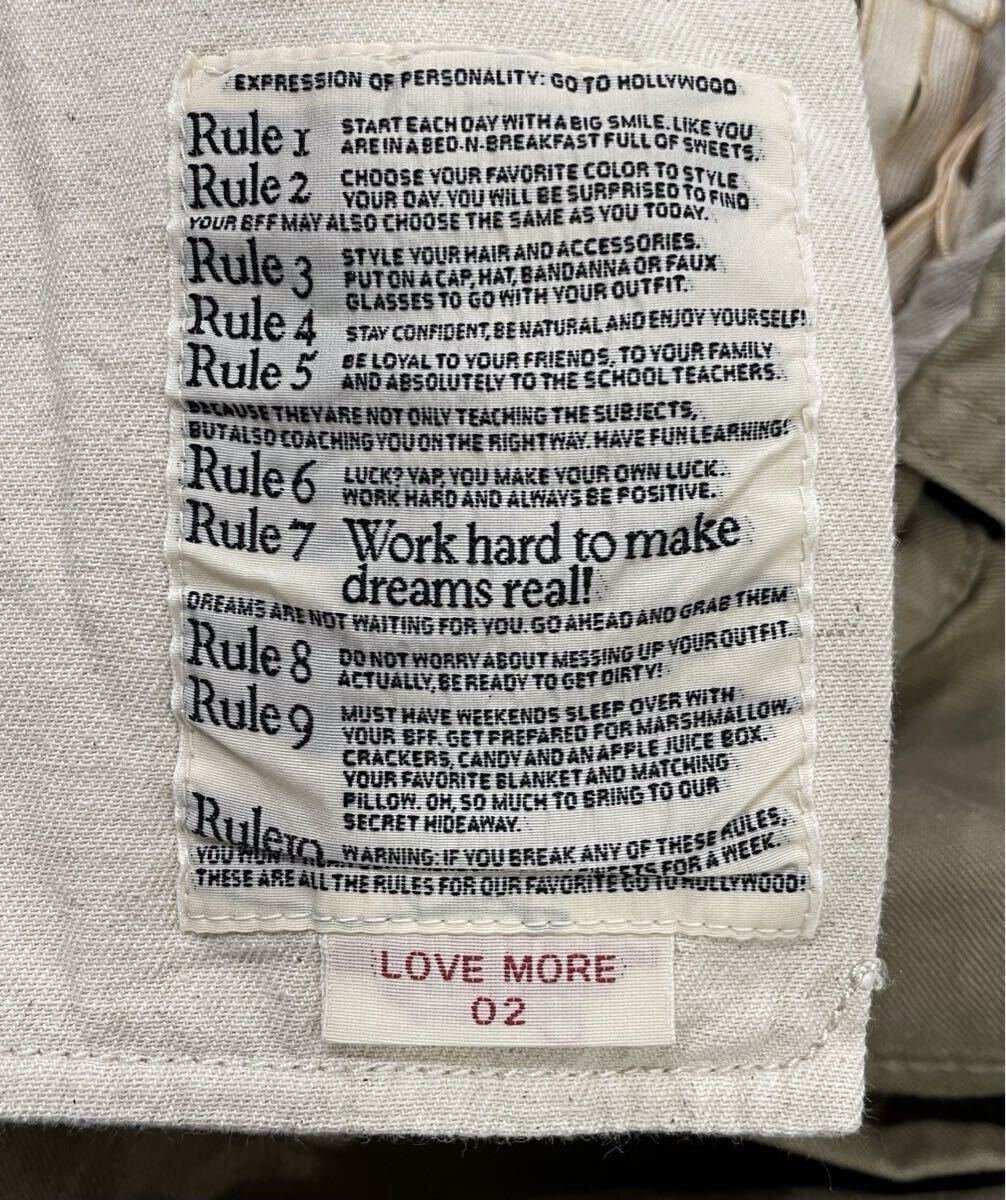 EXPRESSION OF PERSONALITY: GO TO HOLLYWOOD
Rule 1 START EACH DAY WITH A BIG SMILE. LIKE YOU
ARE IN A BED-N-BREAKFAST FULL OF SWEETS.
Rule 2 CHOOSE YOUR FAVORITE COLOR TO STYLE
YOUR DAY. YOU WILL BE SURPRISED TO FIND
YOUR BFF MAY ALSO CHOOSE THE SAME AS YOU TODAY.
Rule 3 STYLE YOUR HAIR AND ACCESSORIES.
PUT ON A CAP, HAT, BANDANNA OR FAUX
GLASSES TO GO WITH YOUR OUTFIT.
Rule 4 STAY CONFIDENT, BE NATURAL AND ENJOY YOURSELF!
Rule 5 BE LOYAL TO YOUR FRIENDS, TO YOUR FAMILY
AND ABSOLUTELY TO THE SCHOOL TEACHERS.
BECAUSE THEY ARE NOT ONLY TEACHING THE SUBJECTS,
BUT ALSO COACHING YOU ON THE RIGHT WAY. HAVE FUN LEARNING!
Rule 6 LUCK? YAP, YOU MAKE YOUR OWN LUCK.
WORK HARD AND ALWAYS BE POSITIVE.
Rule 7 Work hard to make
dreams real!
DREAMS ARE NOT WAITING FOR YOU. GO AHEAD AND GRAB THEM
Rule 8 DO NOT WORRY ABOUT MESSING UP YOUR OUTFIT.
ACTUALLY, BE READY TO GET DIRTY!
Rule 9 MUST HAVE WEEKENDS SLEEP OVER WITH
YOUR BFF. GET PREPARED FOR MARSHMALLOW,
CRACKERS, CANDY AND AN APPLE JUICE BOX.
YOUR FAVORITE BLANKET AND MATCHING
PILLOW. OH, SO MUCH TO BRING TO OUR
SECRET HIDEAWAY.
Rule 10 WARNING: IF YOU BREAK ANY OF THESE RULES,
YOU SWEETS FOR A WEEK.
THESE ARE ALL THE RULES FOR OUR FAVORITE GO TO HOLLYWOOD!
LOVE MORE
02